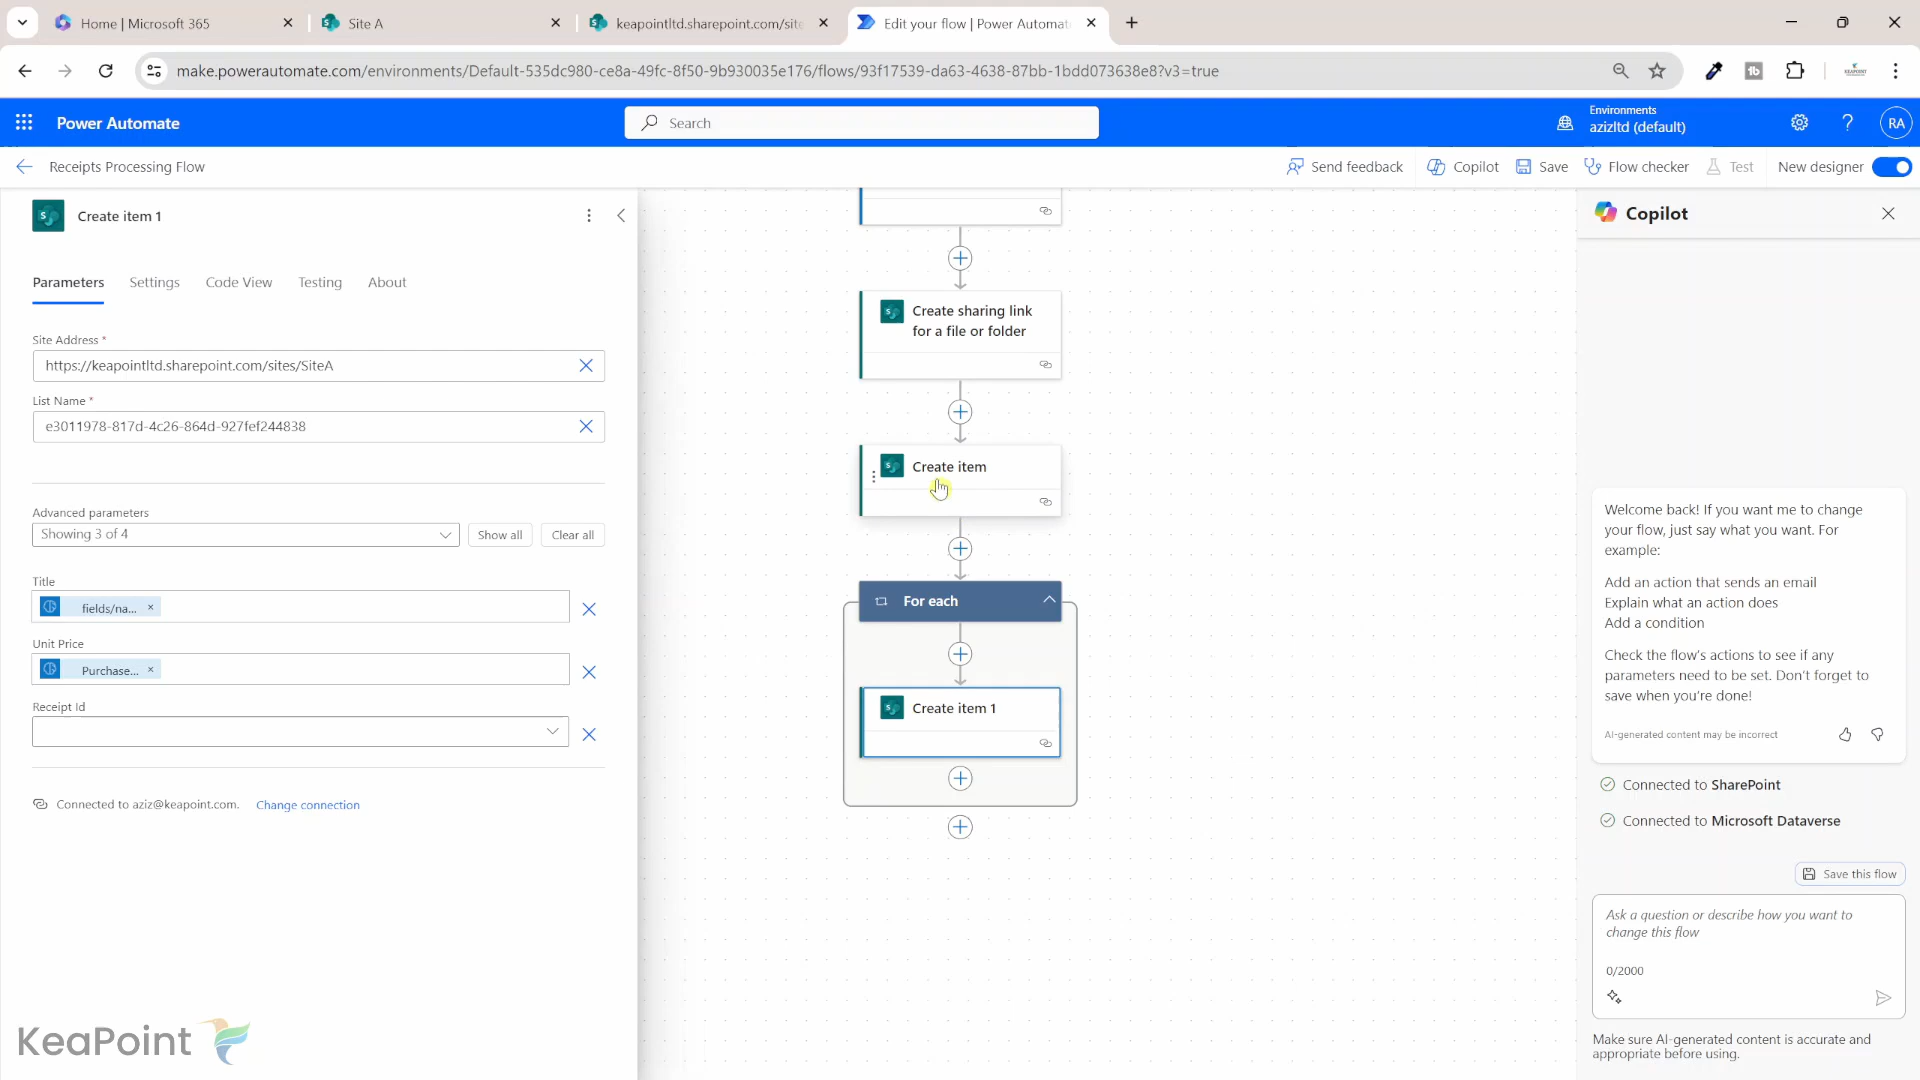 Home | Microsoft 365
Site A
keapointltd.sharepoint.com/site
Edit your flow | Power Automat
make.powerautomate.com/environments/Default-535dc980-ce8a-49fc-8f50-9b930035e176/flows/93f17539-da63-4638-87bb-1bdd073638e8?v3=true
Power Automate
Search
Environments
azizltd (default)
RA
Receipts Processing Flow
Send feedback
Copilot
Save
Flow checker
Test
New designer
Create item 1
Parameters
Settings
Code View
Testing
About
Site Address *
https://keapointltd.sharepoint.com/sites/SiteA
List Name *
e3011978-817d-4c26-864d-927fef244838
Advanced parameters
Showing 3 of 4
Show all
Clear all
Title
fields/na...
Unit Price
Purchase...
Receipt Id
Connected to aziz@keapoint.com.
Change connection
KeaPoint
Create sharing link
for a file or folder
Create item
For each
Create item 1
Copilot
Welcome back! If you want me to change
your flow, just say what you want. For
example:
Add an action that sends an email
Explain what an action does
Add a condition
Check the flow's actions to see if any
parameters need to be set. Don't forget to
save when you're done!
AI-generated content may be incorrect
Connected to SharePoint
Connected to Microsoft Dataverse
Save this flow
Ask a question or describe how you want to
change this flow
0/2000
Make sure AI-generated content is accurate and
appropriate before using.